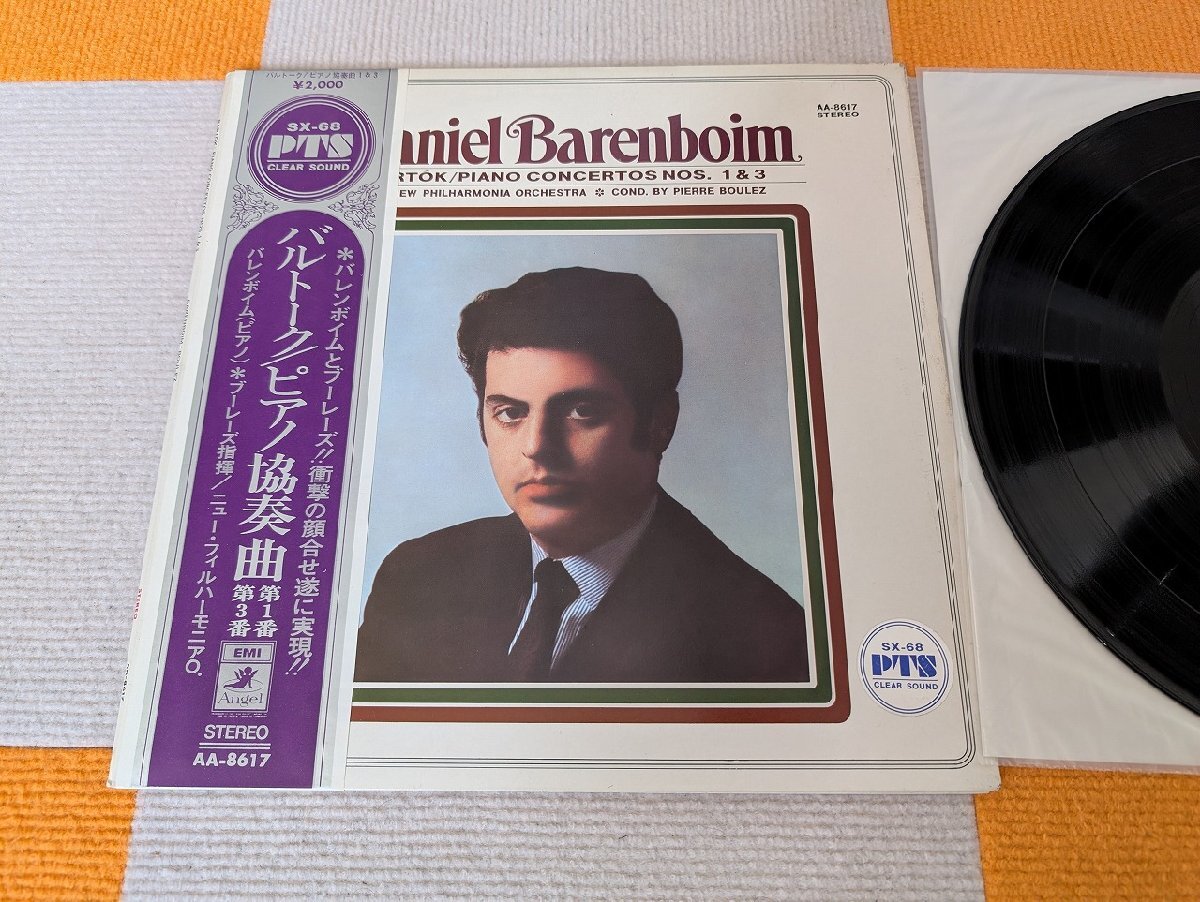 バルトーク/ピアノ協奏曲1&3
¥2,000
SX-68
PTS
CLEAR SOUND
*バレンボイムとブーレーズ!!衝撃の顔合せ遂に実現!!
バルトーク/ピアノ協奏曲
第1番
第3番
バレンボイム(ピアノ)*ブーレーズ指揮/ニュー・フィルハーモニアO.
EMI
Angel
STEREO
AA-8617
AA-8617
STEREO
aniel Barenboim
RTÓK/PIANO CONCERTOS NOS. 1 & 3
EW PHILHARMONIA ORCHESTRA * COND. BY PIERRE BOULEZ
SX-68
PTS
CLEAR SOUND